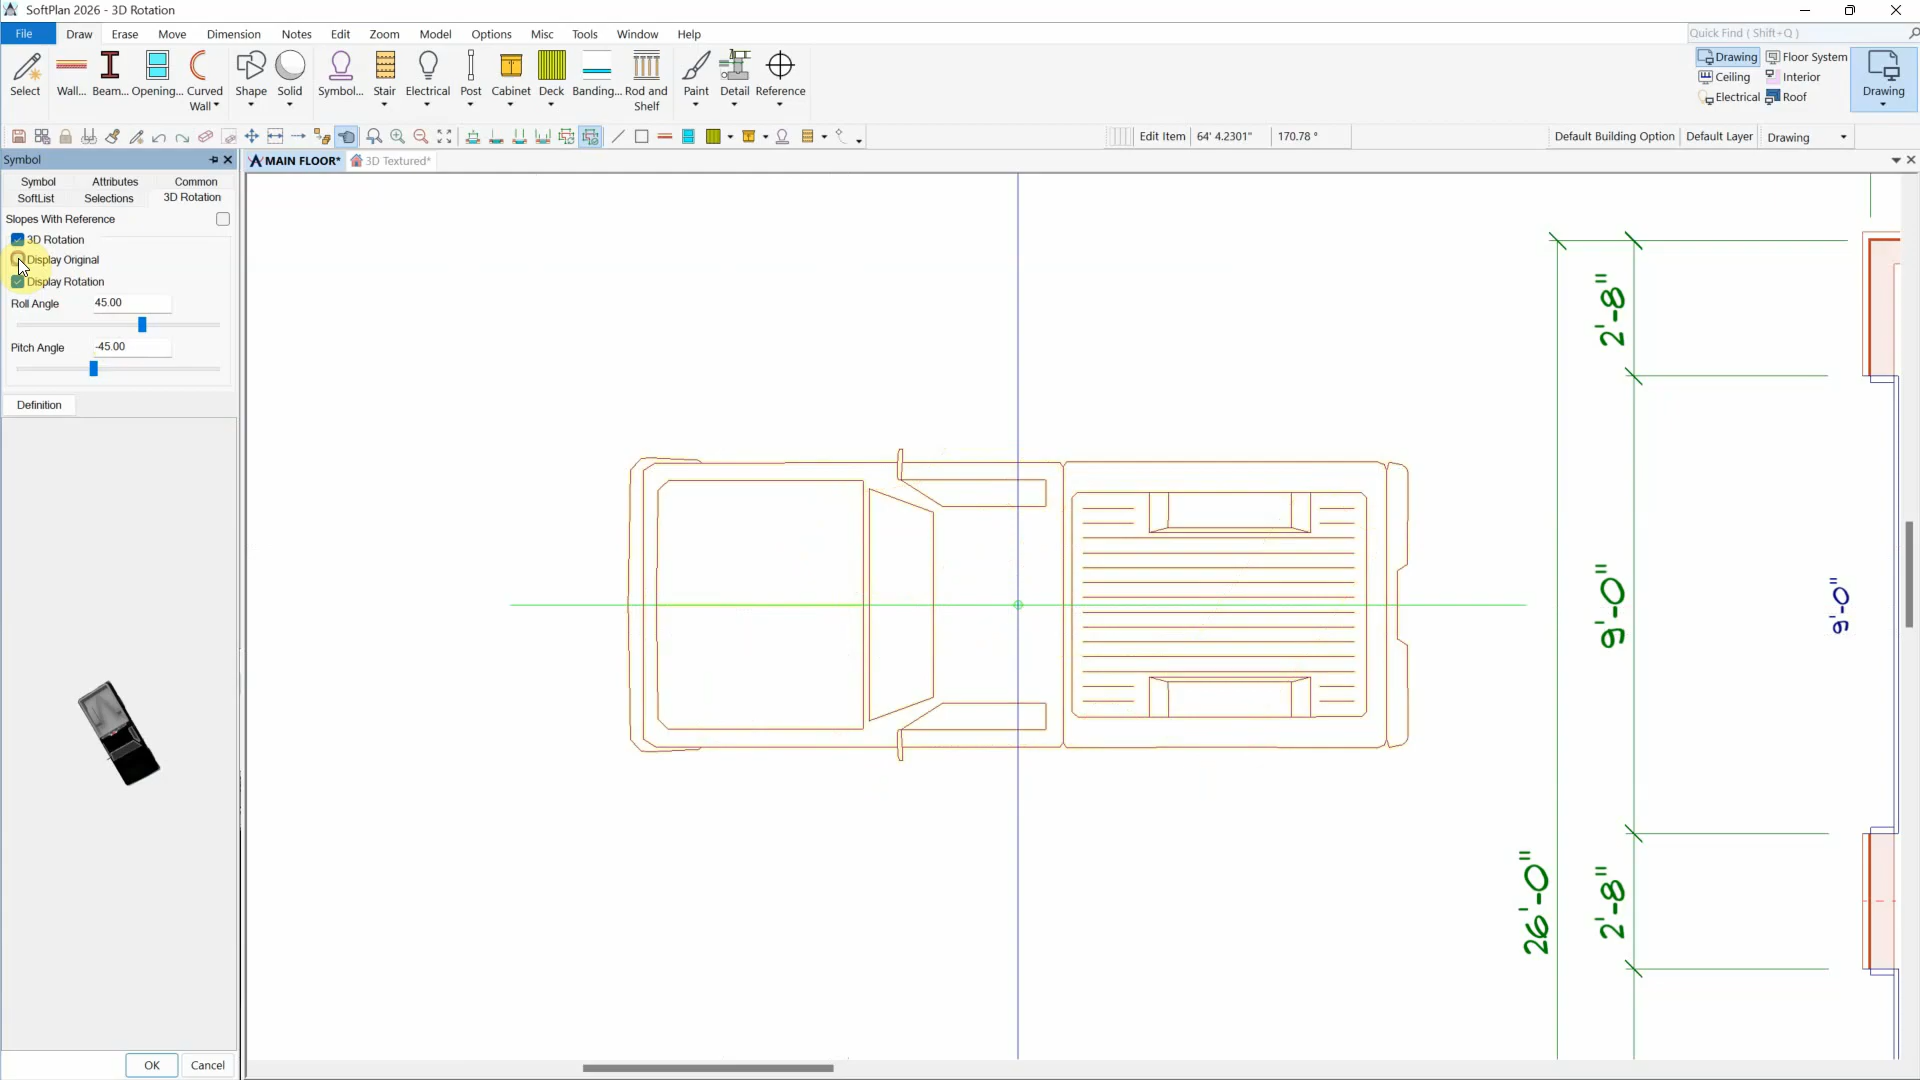 SoftPlan 2026 - 3D Rotation
File Draw Erase Move Dimension Notes Edit Zoom Model Options Misc Tools Window Help
Quick Find ( Shift+Q )
Select Wall... Beam... Opening... Curved Wall Shape Solid Symbol... Stair Electrical Post Cabinet Deck Banding... Rod and Shelf Paint Detail Reference
Drawing Floor System
Ceiling Interior
Electrical Roof
Drawing
Edit Item 64' 4.2301" 170.78 °
Default Building Option Default Layer Drawing
Symbol
MAIN FLOOR* 3D Textured*
Symbol Attributes Common
SoftList Selections 3D Rotation
Slopes With Reference
3D Rotation
Display Original
Display Rotation
Roll Angle 45.00
Pitch Angle -45.00
Definition
2'-8"
9'-0"
9'-0"
26'-0"
2'-8"
OK Cancel